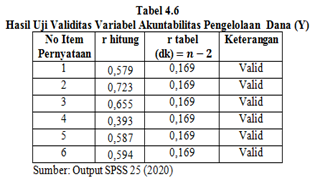 Tabel 4.6
Hasil Uji Validitas Variabel Akuntabilitas Pengelolaan Dana (Y)
No Item Pernyataan r hitung r tabel (dk) = n − 2 Keterangan
1 0,579 0,169 Valid
2 0,723 0,169 Valid
3 0,655 0,169 Valid
4 0,393 0,169 Valid
5 0,587 0,169 Valid
6 0,594 0,169 Valid
Sumber: Output SPSS 25 (2020)